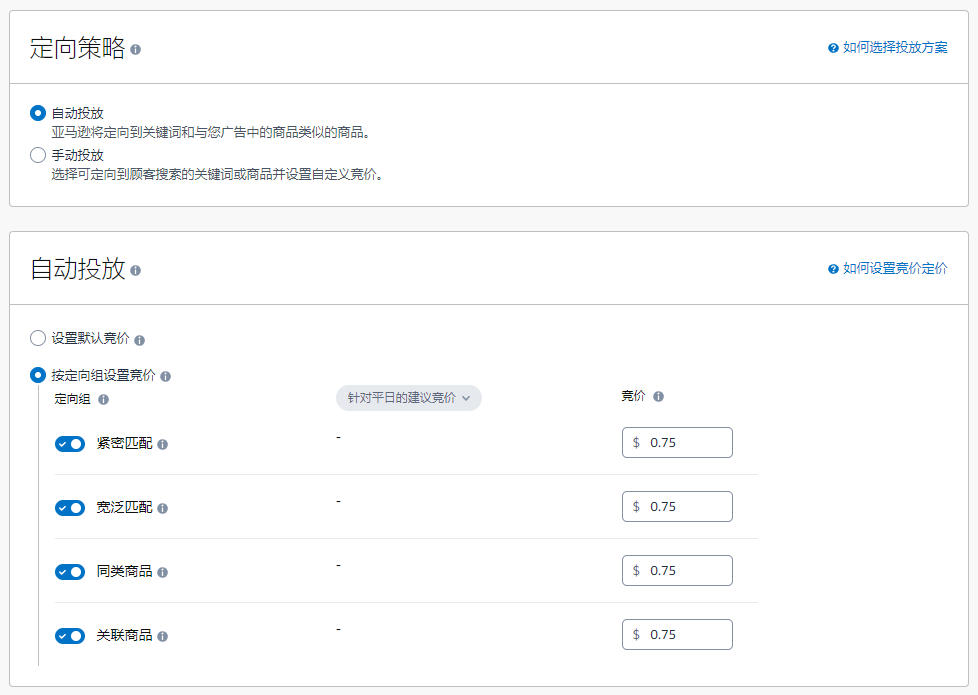 定向策略
如何选择投放方案
自动投放
亚马逊将定向到关键词和与您广告中的商品类似的商品。
手动投放
选择可定向到顾客搜索的关键词或商品并设置自定义竞价。
自动投放
如何设置竞价定价
设置默认竞价
按定向组设置竞价
定向组 针对平日的建议竞价 竞价
紧密匹配 - $ 0.75
宽泛匹配 - $ 0.75
同类商品 - $ 0.75
关联商品 - $ 0.75